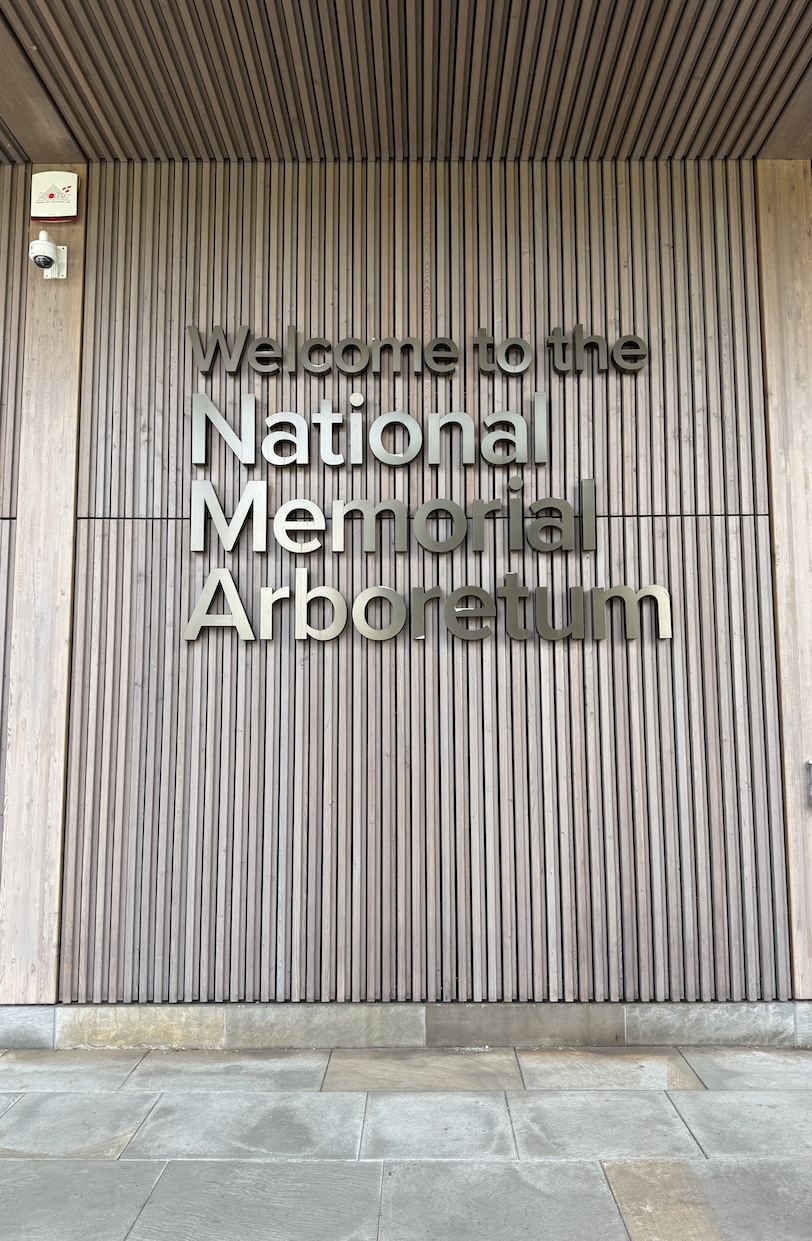 Welcome to the
National
Memorial
Arboretum